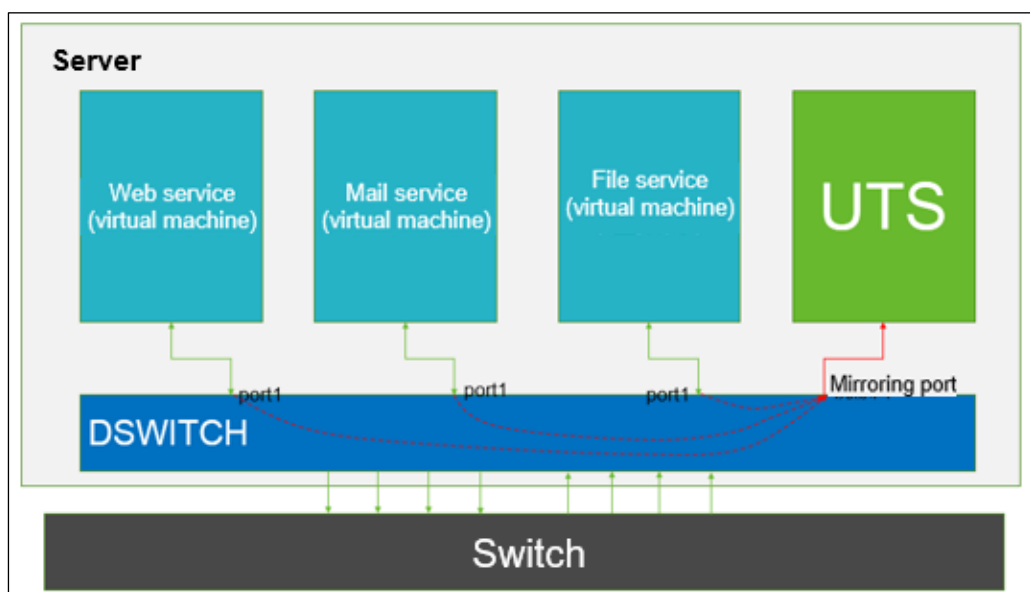 Server
Web service
(virtual machine)
Mail service
(virtual machine)
File service
(virtual machine)
UTS
port1
port1
port1
Mirroring port
DSWITCH
Switch